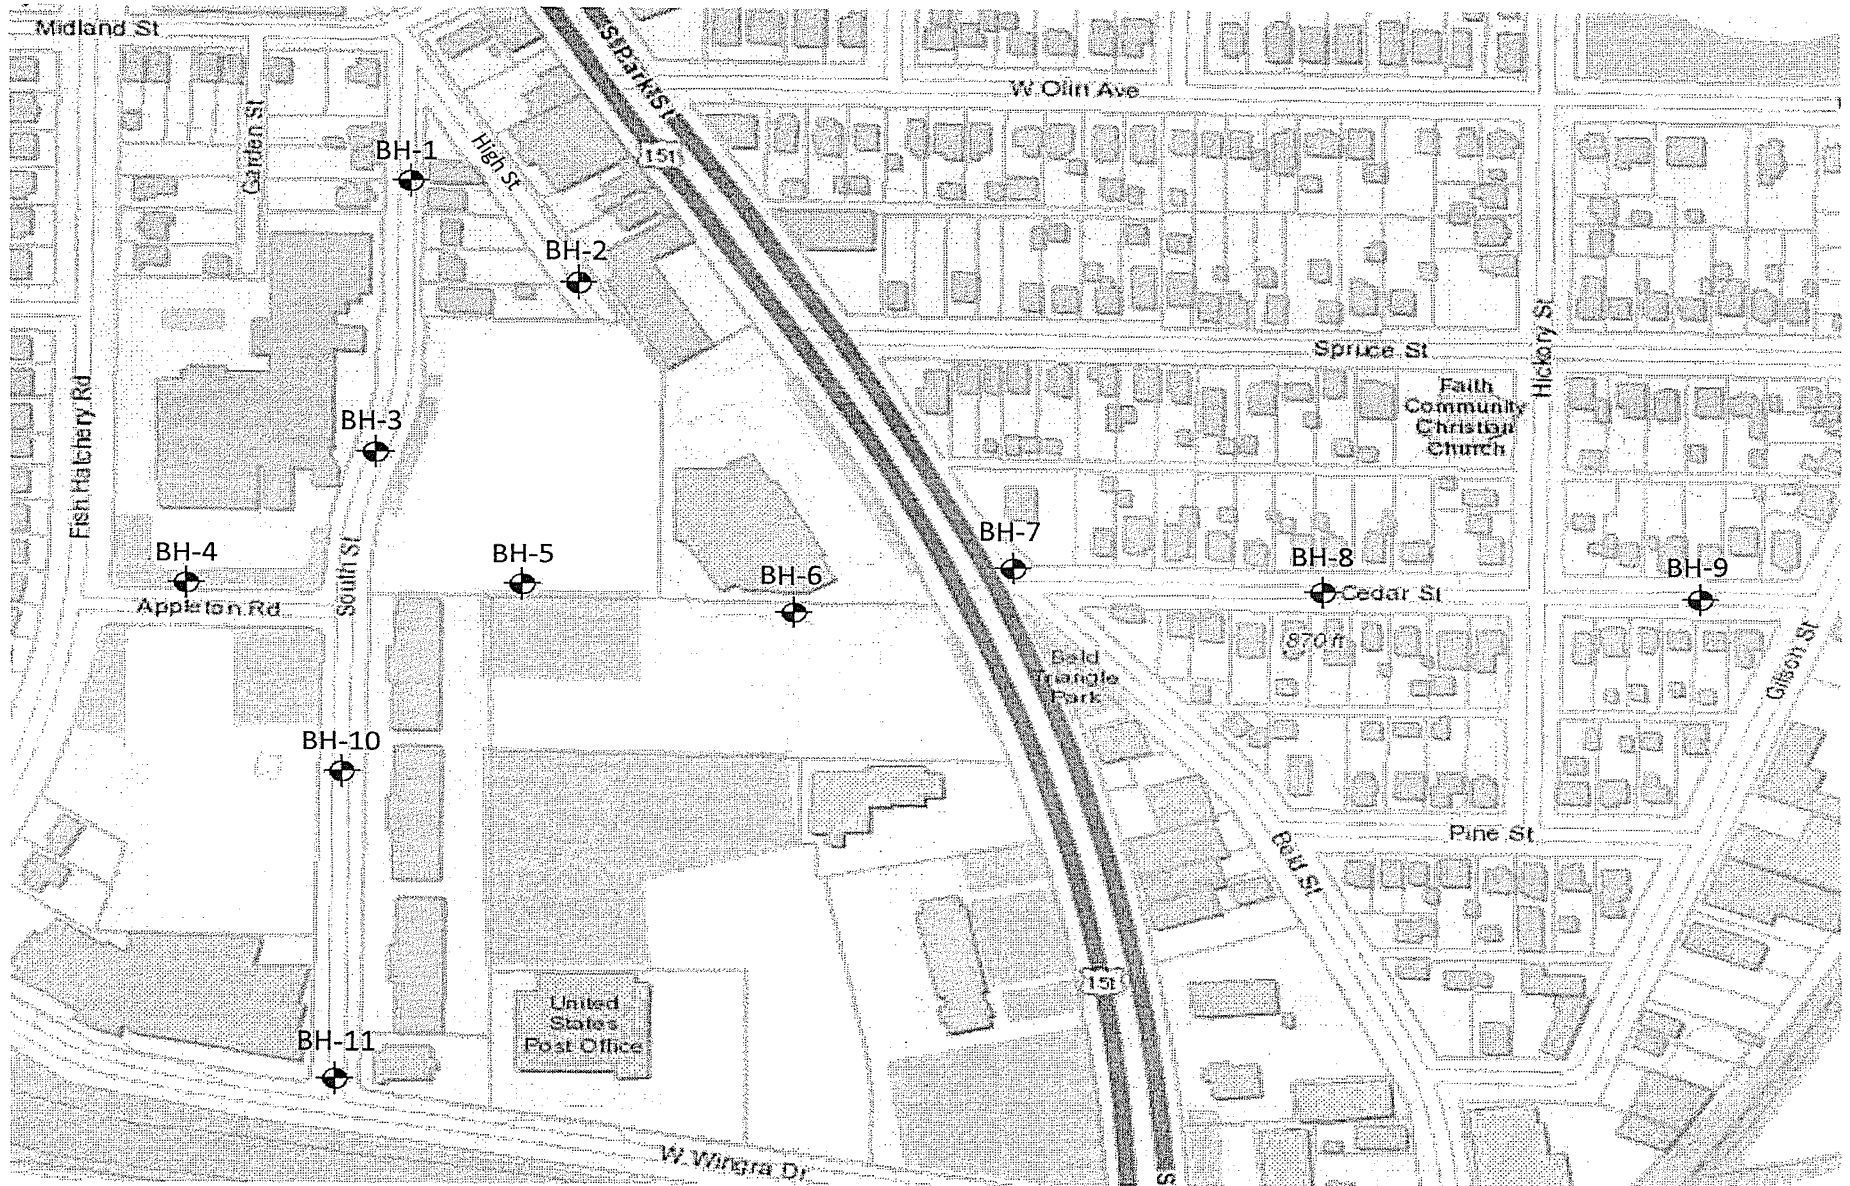 Midland St
S Park St
W Olin Ave
Garden St
BH-1
High St
151
BH-2
Hickory St
Spruce St
Fish Hatchery Rd
Faith
Community
Christian
Church
BH-3
South St
BH-4
BH-5
BH-6
BH-7
BH-8
BH-9
Appleton Rd
Cedar St
870 ft
Beld
Triangle
Park
Gilson St
BH-10
Pine St
Beld St
151
United
States
Post Office
BH-11
W Wingra Dr
S